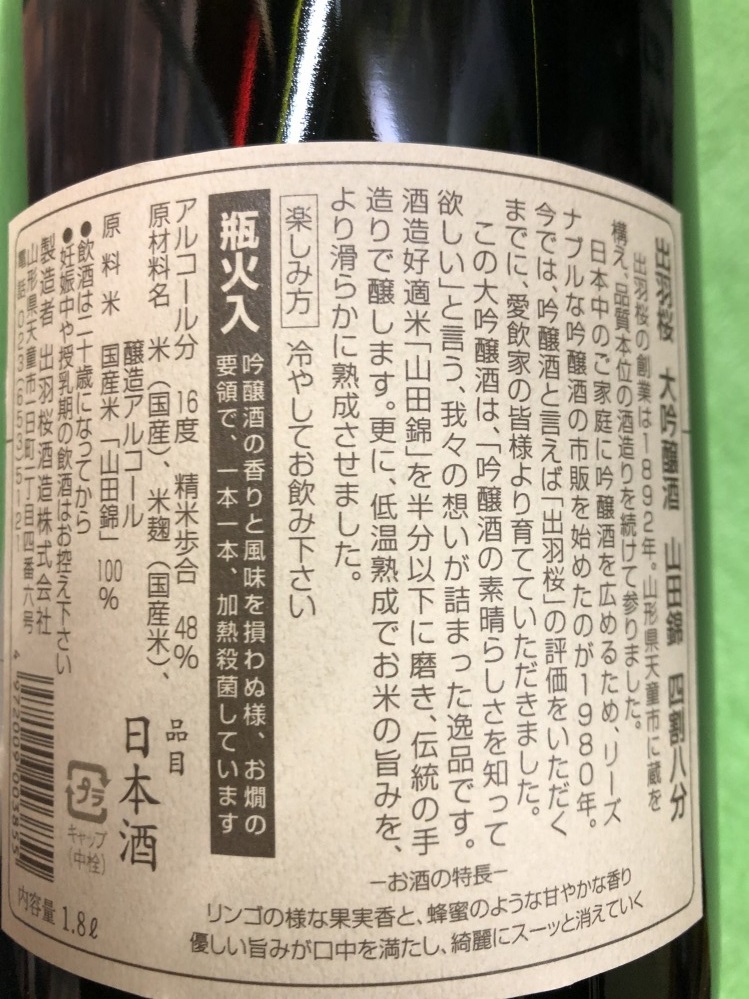 出羽桜 大吟醸酒 山田錦 四割八分
出羽桜の創業は1892年。山形県天童市に蔵を
構え、品質本位の酒造りを続けて参りました。
日本中のご家庭に吟醸酒を広めるため、リーズ
ナブルな吟醸酒の市販を始めたのが1980年。
今では、吟醸酒と言えば「出羽桜」の評価をいただく
までに、愛飲家の皆様より育てていただきました。
この大吟醸酒は、「吟醸酒の素晴らしさを知って
欲しい」と言う、我々の想いが詰まった逸品です。
酒造好適米「山田錦」を半分以下に磨き、伝統の手
造りで醸します。更に、低温熟成でお米の旨みを、
より滑らかに熟成させました。
楽しみ方 冷やしてお飲み下さい
瓶火入
吟醸酒の香りと風味を損わぬ様、お燗の
要領で、一本一本、加熱殺菌しています
アルコール分 16度 精米歩合 48%
原材料名 米(国産)、米麹(国産米)、
醸造アルコール
原料米 国産米「山田錦」100%
●飲酒は二十歳になってから
●妊娠中や授乳期の飲酒はお控え下さい
製造者 出羽桜酒造株式会社
山形県天童市一日町一丁目四番六号
電話 023(653)5121
品目
日本酒
キャップ
(中栓)
4 972009003855
内容量 1.8ℓ
ーお酒の特長ー
リンゴの様な果実香と、蜂蜜のような甘やかな香り
優しい旨みが口中を満たし、綺麗にスーッと消えていく